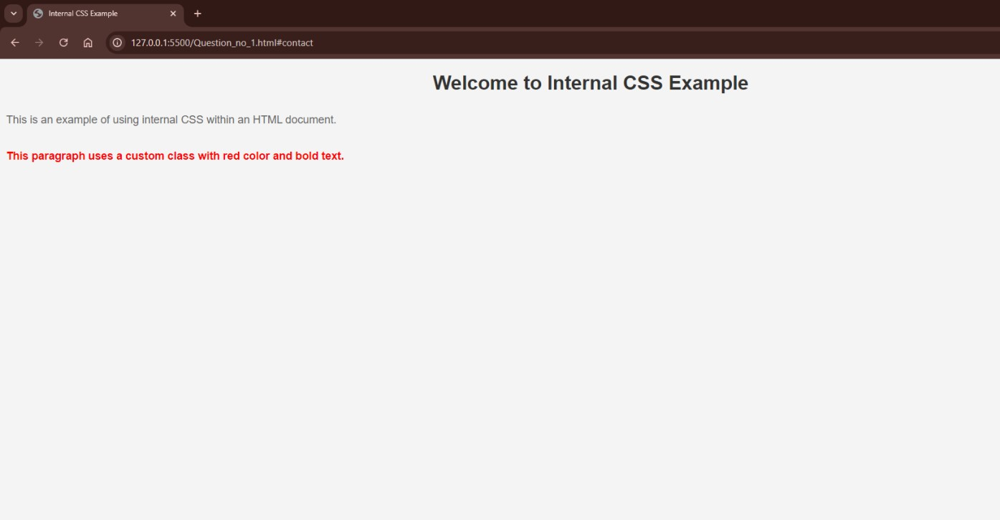 Internal CSS Example
127.0.0.1:5500/Question_no_1.html#contact
Welcome to Internal CSS Example
This is an example of using internal CSS within an HTML document.
This paragraph uses a custom class with red color and bold text.